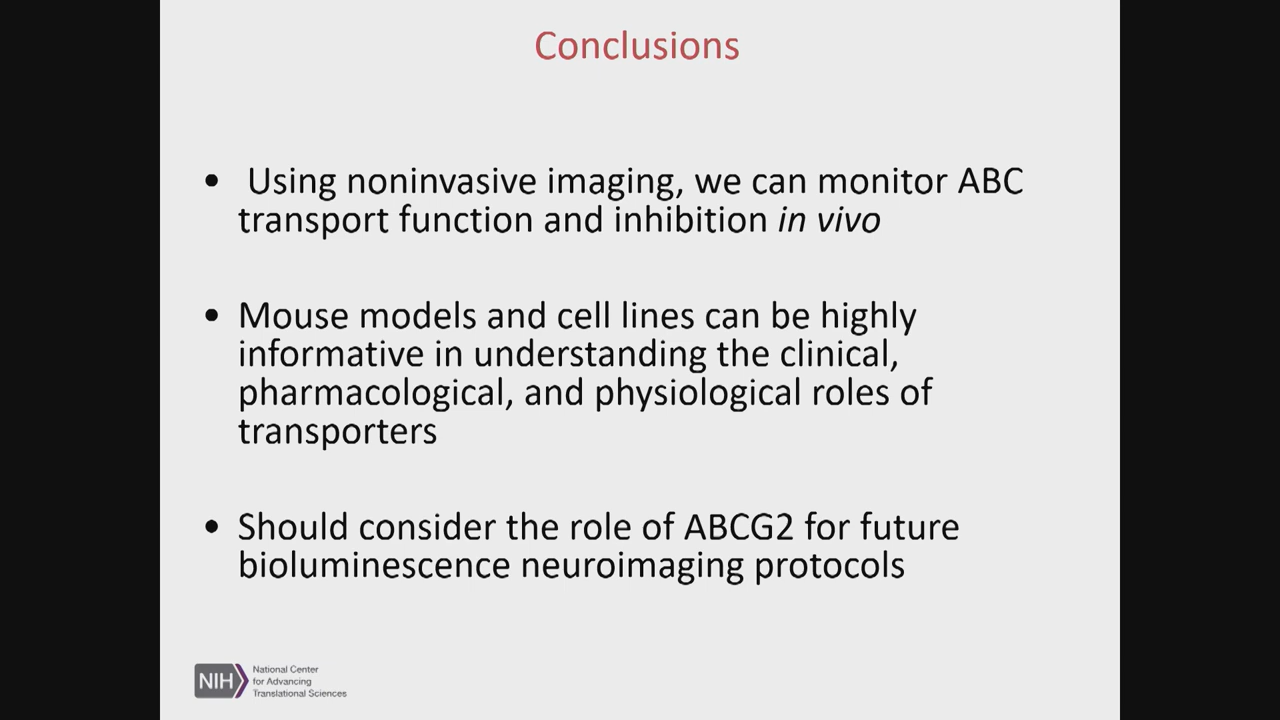 Conclusions
• Using noninvasive imaging, we can monitor ABC
transport function and inhibition in vivo
• Mouse models and cell lines can be highly
informative in understanding the clinical,
pharmacological, and physiological roles of
transporters
• Should consider the role of ABCG2 for future
bioluminescence neuroimaging protocols
NIH
National Center
for Advancing
Translational Sciences